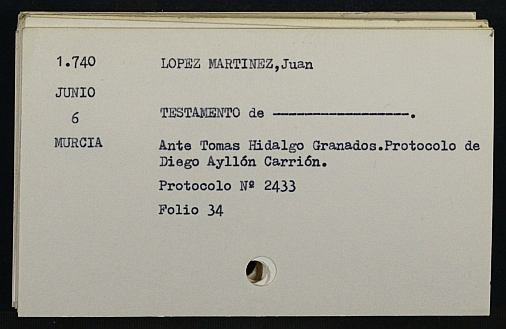 1.740 LOPEZ MARTINEZ,Juan
JUNIO
6 TESTAMENTO de ------------------.
MURCIA Ante Tomas Hidalgo Granados.Protocolo de
Diego Ayllón Carrión.
Protocolo Nº 2433
Folio 34